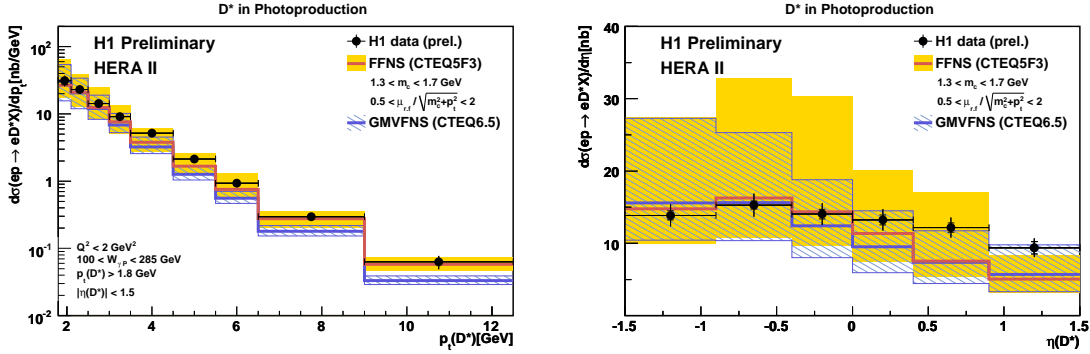 D* in Photoproduction
dσ(ep → eD*X)/dp_t[nb/GeV]
10²
10
1
10⁻¹
10⁻²
H1 Preliminary
HERA II
H1 data (prel.)
FFNS (CTEQ5F3)
1.3 < m_c < 1.7 GeV
0.5 < μ_r,f / √m_c²+p_t² < 2
GMVFNS (CTEQ6.5)
Q² < 2 GeV²
100 < W_γp < 285 GeV
p_t(D*) > 1.8 GeV
|η(D*)| < 1.5
2 4 6 8 10 12
p_t(D*)[GeV]
D* in Photoproduction
dσ(ep → eD*X)/dη[nb]
40
30
20
10
H1 Preliminary
HERA II
H1 data (prel.)
FFNS (CTEQ5F3)
1.3 < m_c < 1.7 GeV
0.5 < μ_r,f / √m_c²+p_t² < 2
GMVFNS (CTEQ6.5)
-1.5 -1 -0.5 0 0.5 1 1.5
η(D*)